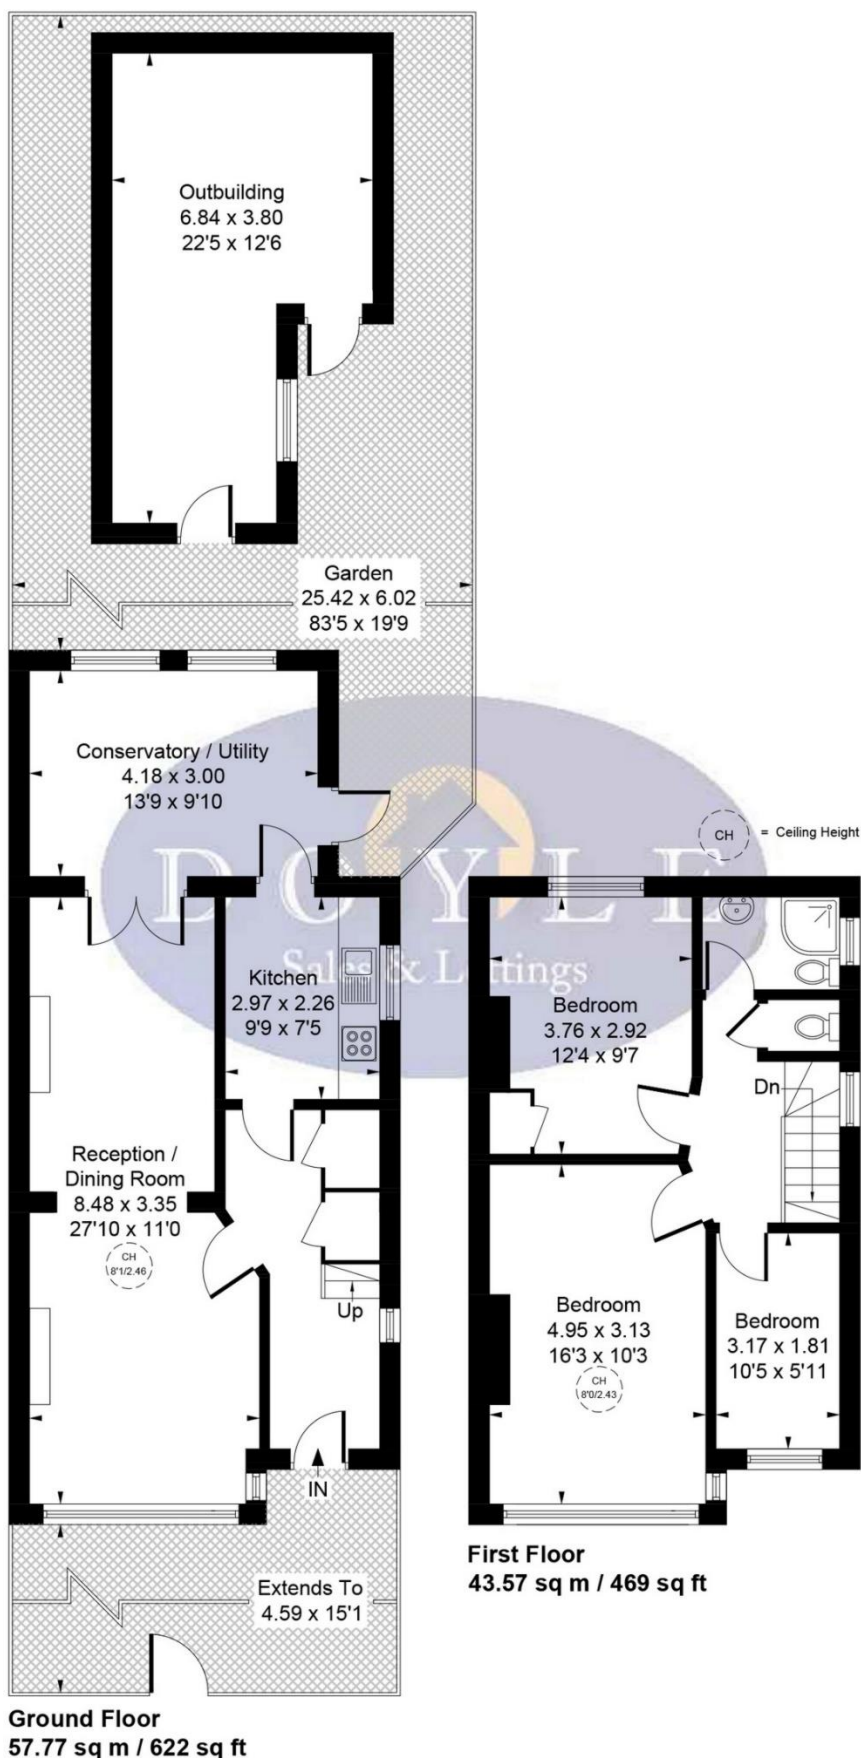 Outbuilding
6.84 x 3.80
22'5 x 12'6
Garden
25.42 x 6.02
83'5 x 19'9
Conservatory / Utility
4.18 x 3.00
13'9 x 9'10
CH = Ceiling Height
DOYLE
Sales & Lettings
Kitchen
2.97 x 2.26
9'9 x 7'5
Bedroom
3.76 x 2.92
12'4 x 9'7
Dn
Reception /
Dining Room
8.48 x 3.35
27'10 x 11'0
CH
8'1/2.46
Up
Bedroom
4.95 x 3.13
16'3 x 10'3
CH
8'0/2.43
Bedroom
3.17 x 1.81
10'5 x 5'11
IN
Extends To
4.59 x 15'1
First Floor
43.57 sq m / 469 sq ft
Ground Floor
57.77 sq m / 622 sq ft